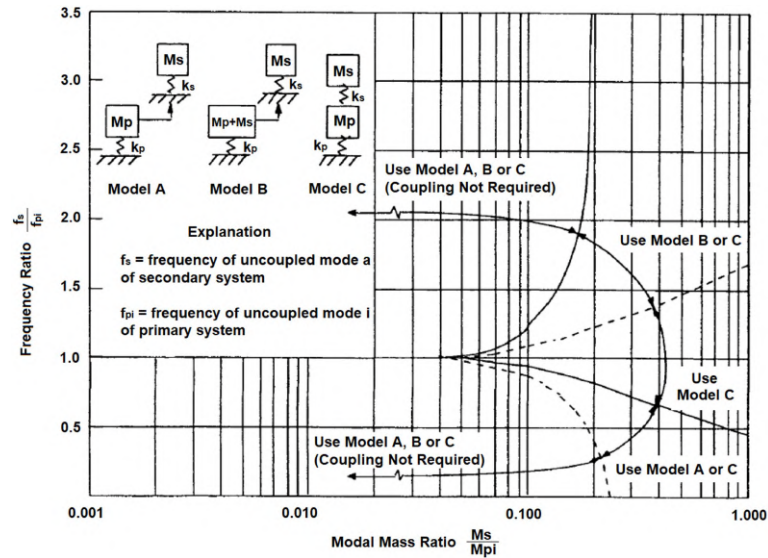 3.5
3.0
2.5
2.0
1.5
1.0
0.5
Frequency Ratio fs/fpi
Ms
ks
Mp
kp
Model A
Ms
ks
Mp+Ms
kp
Model B
Ms
ks
Mp
kp
Model C
Explanation
fs = frequency of uncoupled mode a
of secondary system
fpi = frequency of uncoupled mode i
of primary system
Use Model A, B or C
(Coupling Not Required)
Use Model B or C
Use
Model C
Use Model A, B or C
(Coupling Not Required)
Use Model A or C
0.001
0.010
0.100
1.000
Modal Mass Ratio Ms/Mpi